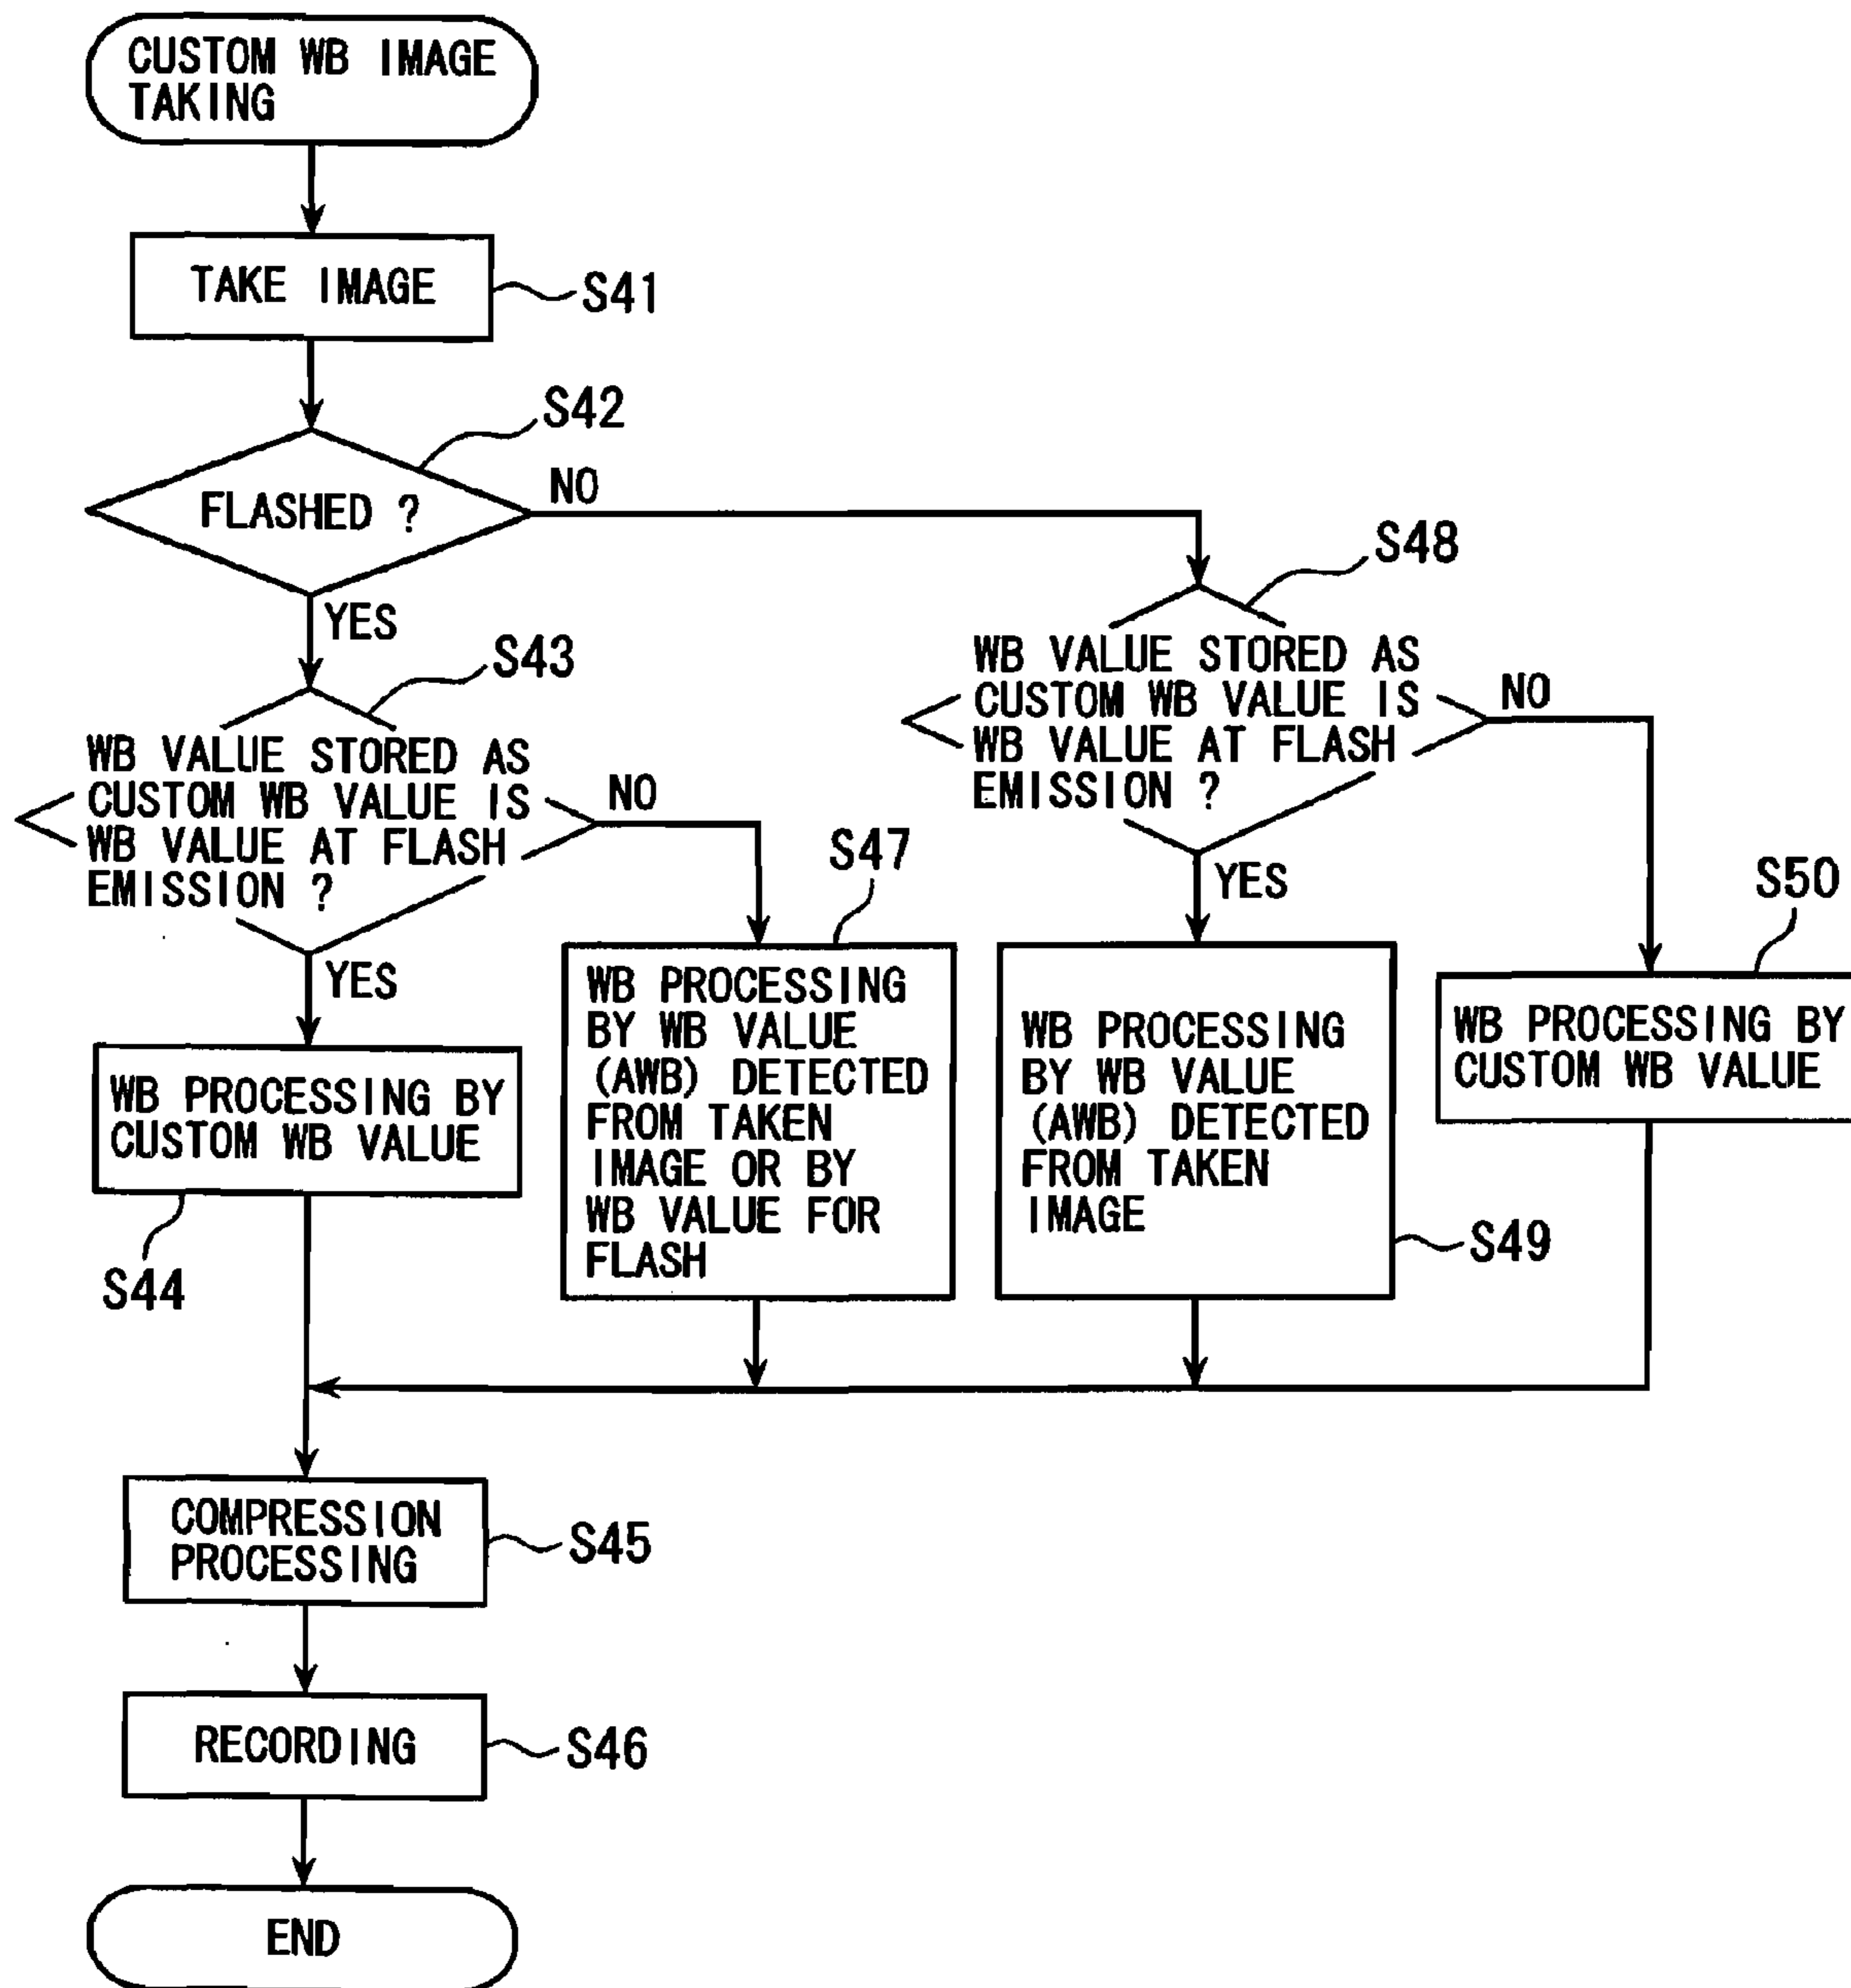 CUSTOM WB IMAGE
TAKING
TAKE IMAGE
S41
S42
FLASHED ?
NO
YES
S43
WB VALUE STORED AS
CUSTOM WB VALUE IS
WB VALUE AT FLASH
EMISSION ?
NO
YES
S48
WB VALUE STORED AS
CUSTOM WB VALUE IS
WB VALUE AT FLASH
EMISSION ?
NO
YES
WB PROCESSING BY
CUSTOM WB VALUE
S44
S47
WB PROCESSING
BY WB VALUE
(AWB) DETECTED
FROM TAKEN
IMAGE OR BY
WB VALUE FOR
FLASH
WB PROCESSING
BY WB VALUE
(AWB) DETECTED
FROM TAKEN
IMAGE
S49
S50
WB PROCESSING BY
CUSTOM WB VALUE
COMPRESSION
PROCESSING
S45
RECORDING
S46
END